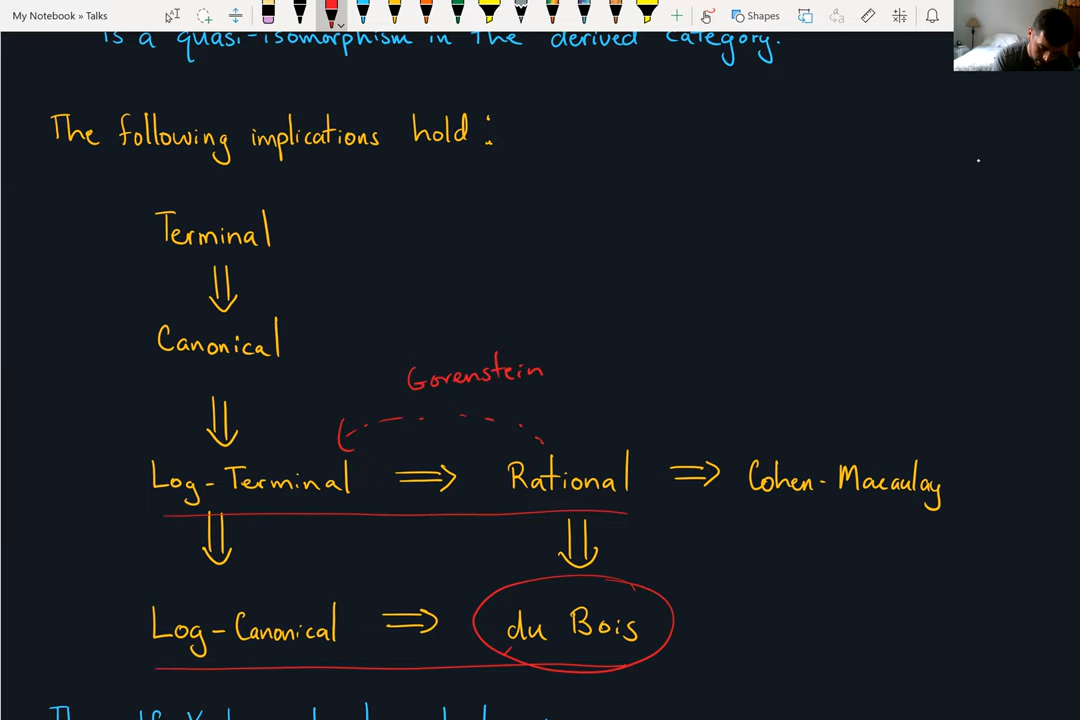 My Notebook » Talks
Shapes
is a quasi-isomorphism in the derived category.
The following implications hold:
Terminal
⇓
Canonical
⇓
Gorenstein
Log-Terminal ⇒ Rational ⇒ Cohen-Macaulay
⇓ ⇓
Log-Canonical ⇒ du Bois